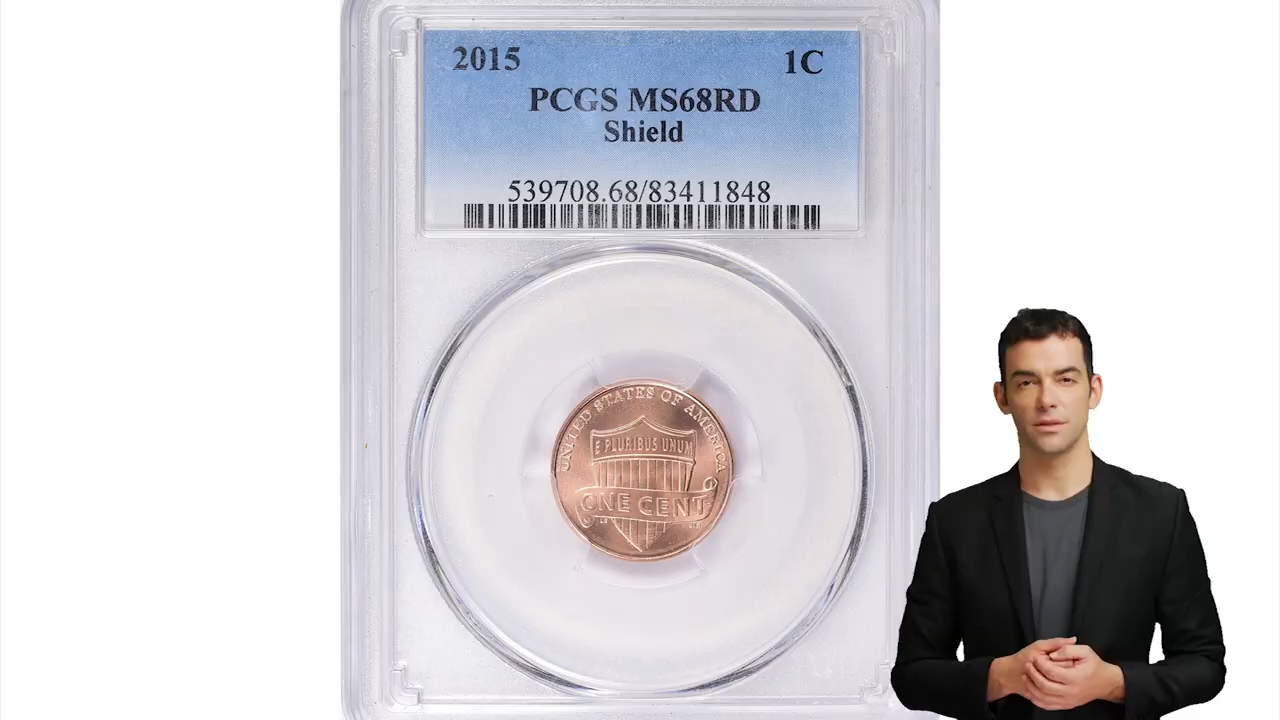 2015 1C
PCGS MS68RD
Shield
539708.68/83411848
UNITED STATES OF AMERICA
E PLURIBUS UNUM
ONE CENT